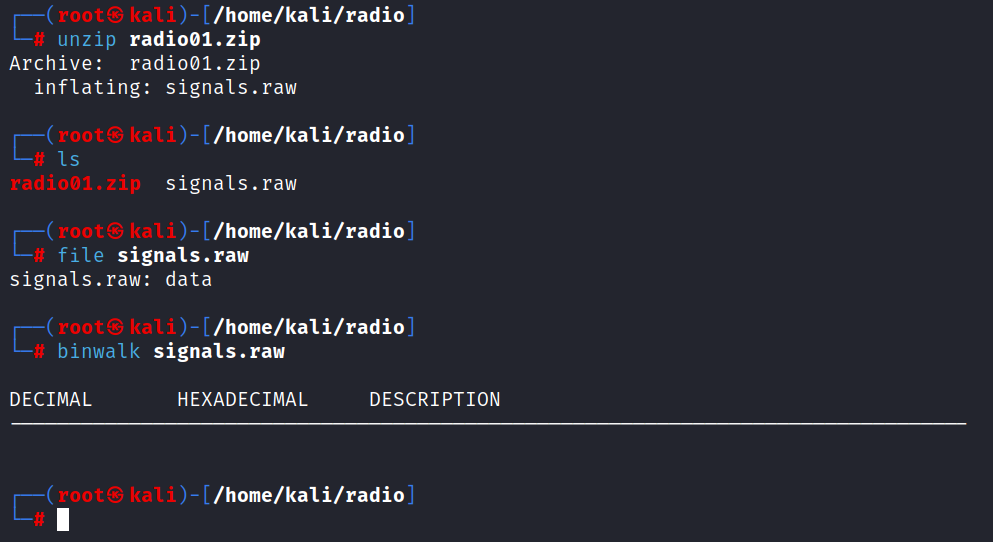 ┌──(root㉿kali)-[/home/kali/radio]
└─# unzip radio01.zip
Archive:  radio01.zip
  inflating: signals.raw
┌──(root㉿kali)-[/home/kali/radio]
└─# ls
radio01.zip  signals.raw
┌──(root㉿kali)-[/home/kali/radio]
└─# file signals.raw
signals.raw: data
┌──(root㉿kali)-[/home/kali/radio]
└─# binwalk signals.raw
DECIMAL       HEXADECIMAL     DESCRIPTION
--------------------------------------------------------------------------------
┌──(root㉿kali)-[/home/kali/radio]
└─#